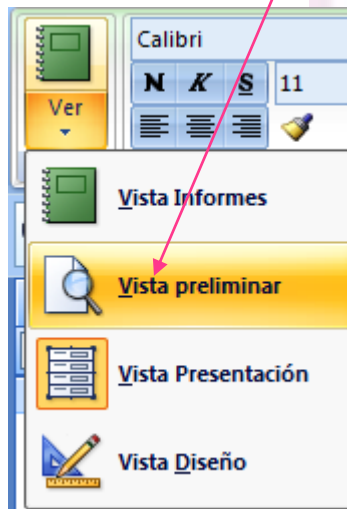 Calibri
N K S 11
Ver
Vista Informes
Vista preliminar
Vista Presentación
Vista Diseño